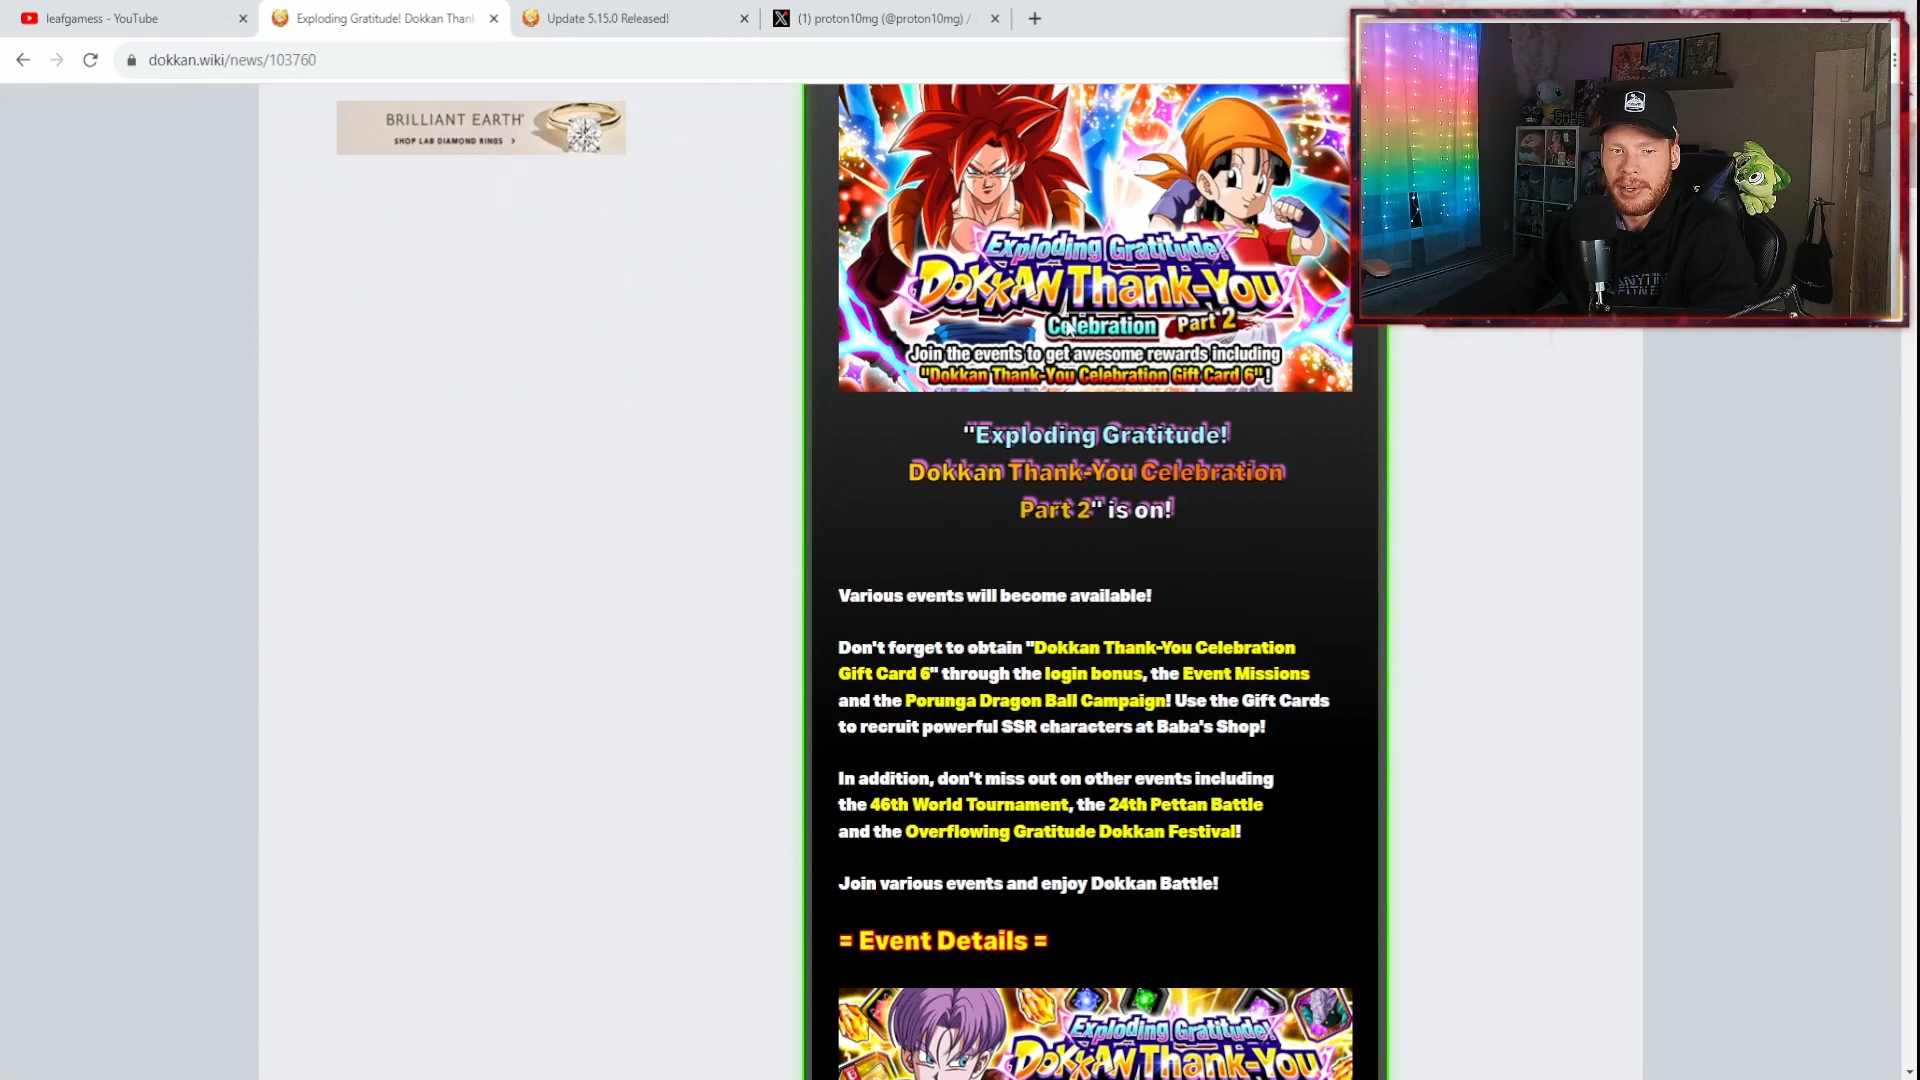 leafgamess - YouTube
Exploding Gratitude! Dokkan Than
Update 5.15.0 Released!
(1) proton10mg (@proton10mg) /
dokkan.wiki/news/103760
BRILLIANT EARTH
SHOP LAB DIAMOND RINGS >
GAME OVER
Exploding Gratitude!
DOKKAN Thank-You
Celebration Part 2
Join the events to get awesome rewards including
"Dokkan Thank-You Celebration Gift Card 6"!
"Exploding Gratitude!
Dokkan Thank-You Celebration
Part 2" is on!
Various events will become available!
Don't forget to obtain "Dokkan Thank-You Celebration
Gift Card 6" through the login bonus, the Event Missions
and the Porunga Dragon Ball Campaign! Use the Gift Cards
to recruit powerful SSR characters at Baba's Shop!
In addition, don't miss out on other events including
the 46th World Tournament, the 24th Pettan Battle
and the Overflowing Gratitude Dokkan Festival!
Join various events and enjoy Dokkan Battle!
= Event Details =
Exploding Gratitude!
DOKKAN Thank-You